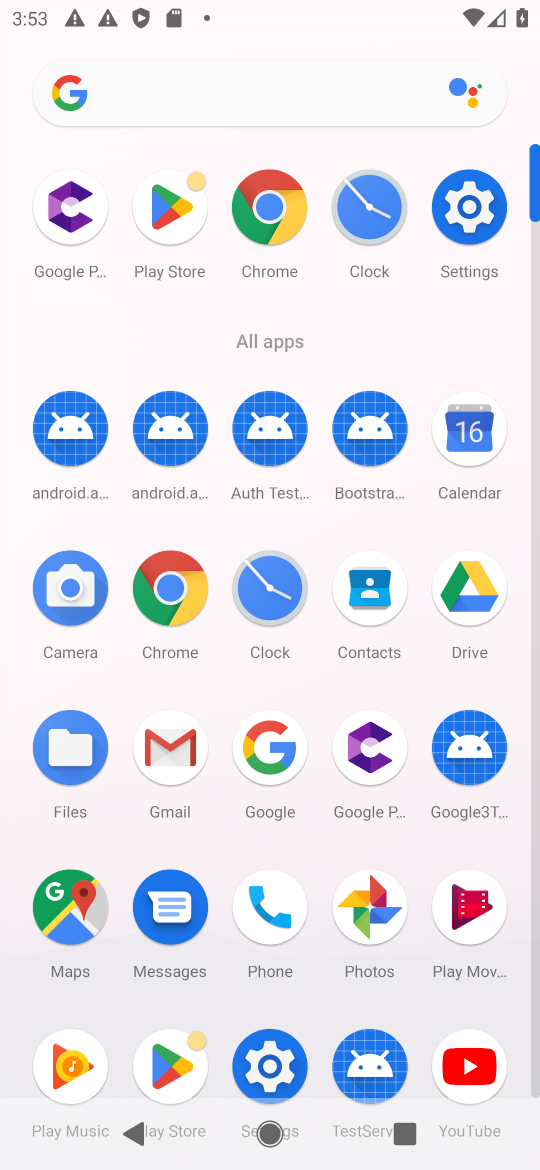 3:53
Google P...
Play Store
Chrome
Clock
Settings
All apps
android.a...
android.a...
Auth Test...
Bootstra...
16
Calendar
Camera
Chrome
Clock
Contacts
Drive
Files
Gmail
Google
Google P...
Google3T...
Maps
Messages
Phone
Photos
Play Mov...
Play Music
Play Store
Settings
TestServ
YouTube